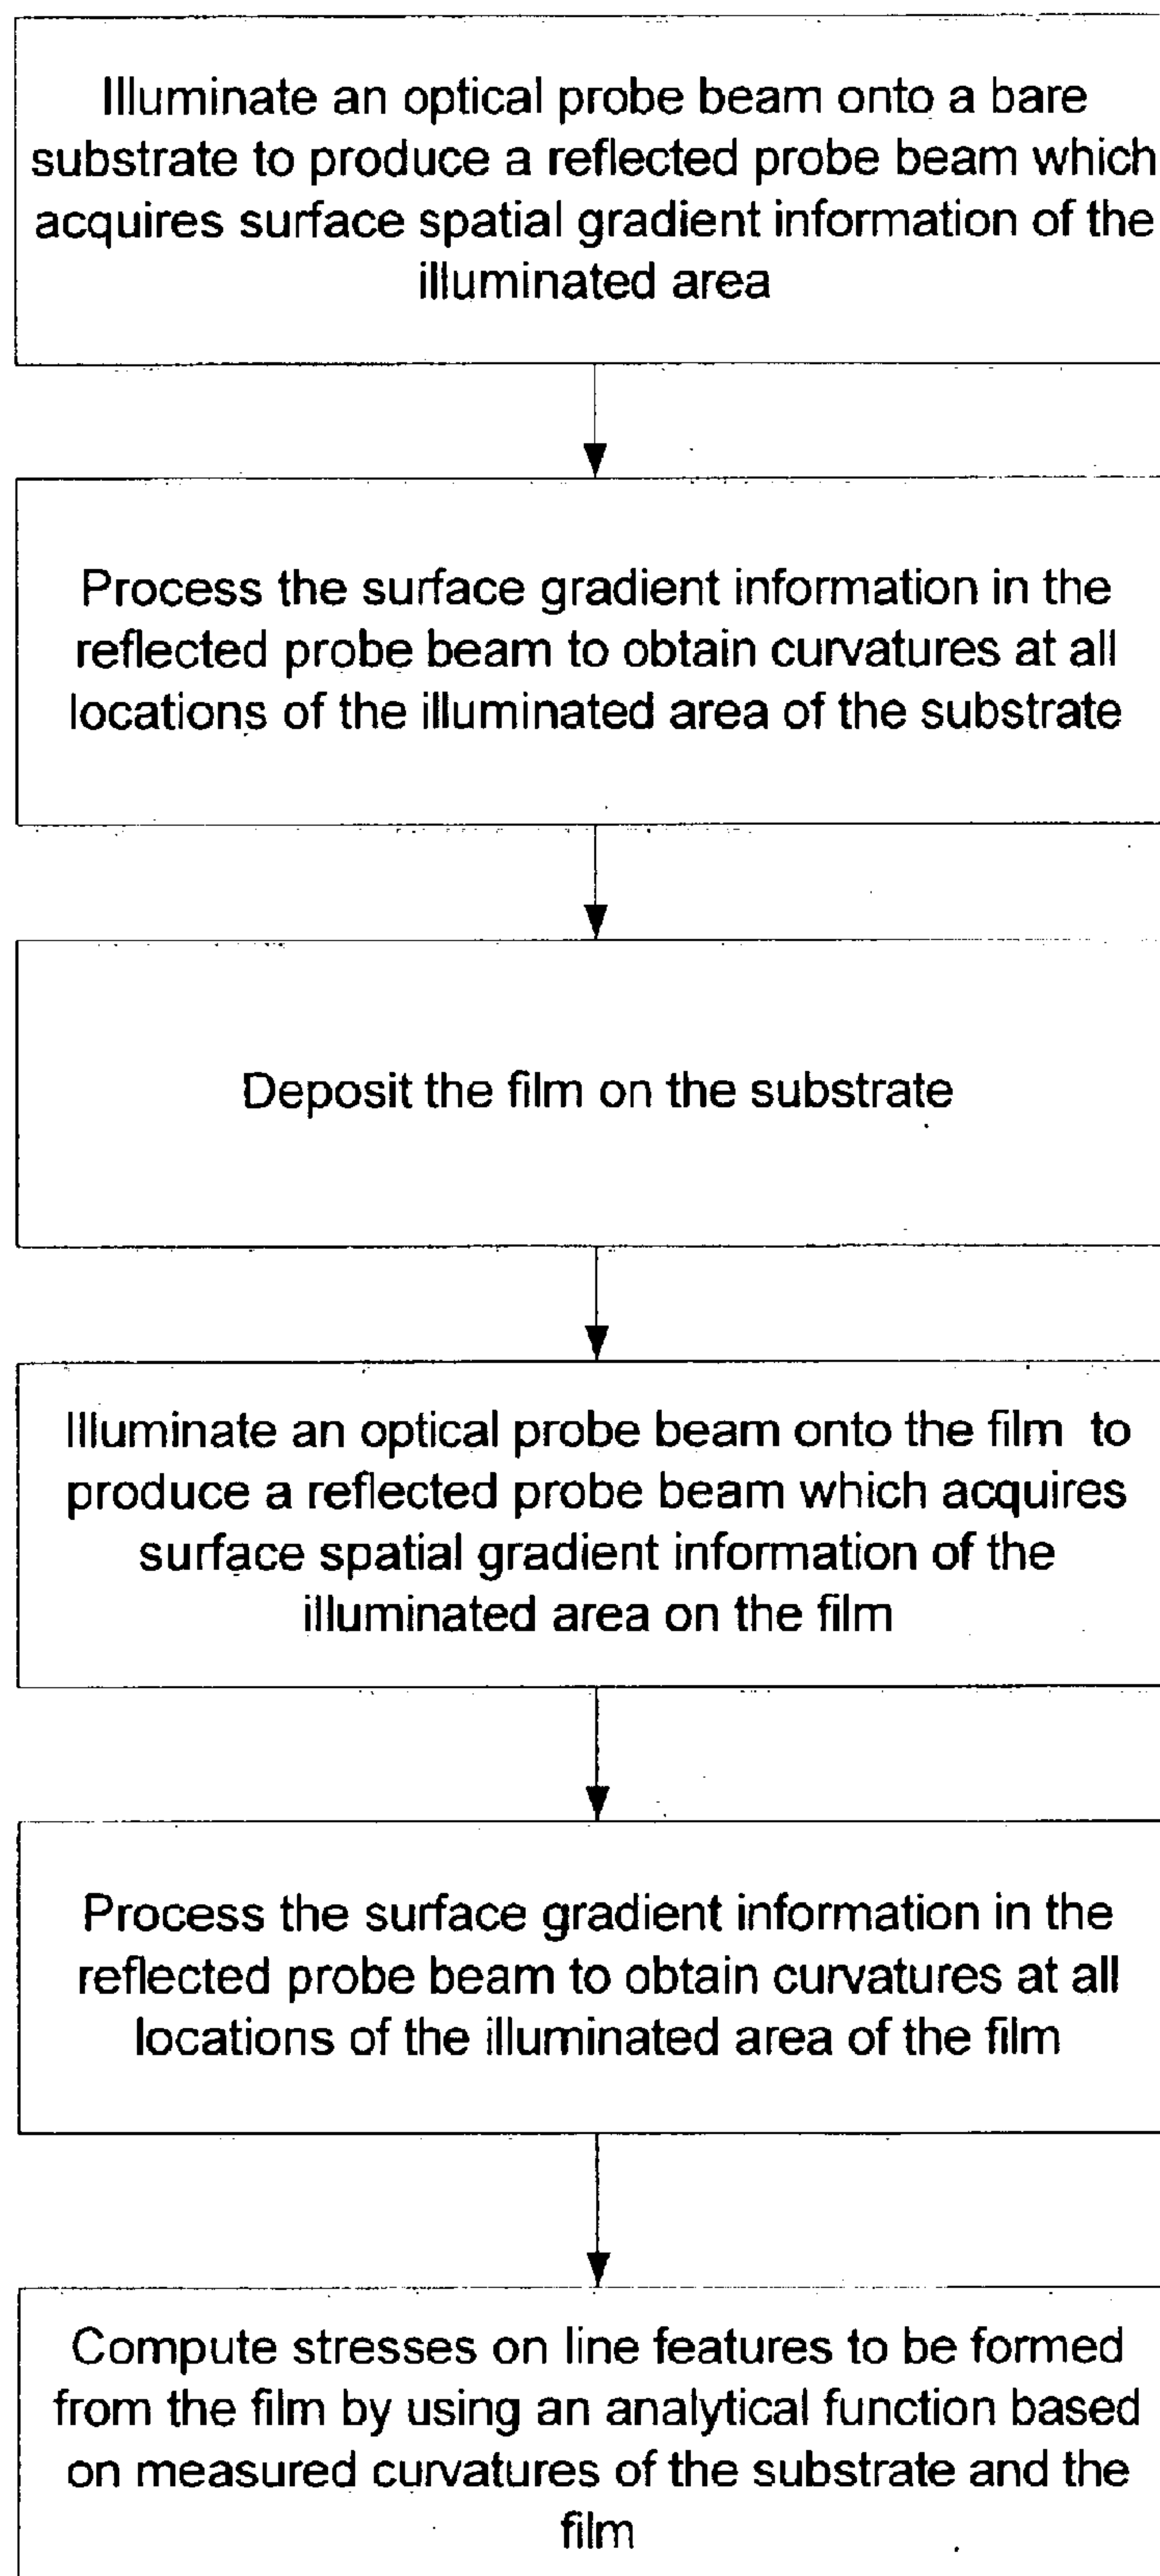 Illuminate an optical probe beam onto a bare
substrate to produce a reflected probe beam which
acquires surface spatial gradient information of the
illuminated area
Process the surface gradient information in the
reflected probe beam to obtain curvatures at all
locations of the illuminated area of the substrate
Deposit the film on the substrate
Illuminate an optical probe beam onto the film to
produce a reflected probe beam which acquires
surface spatial gradient information of the
illuminated area on the film
Process the surface gradient information in the
reflected probe beam to obtain curvatures at all
locations of the illuminated area of the film
Compute stresses on line features to be formed
from the film by using an analytical function based
on measured curvatures of the substrate and the
film